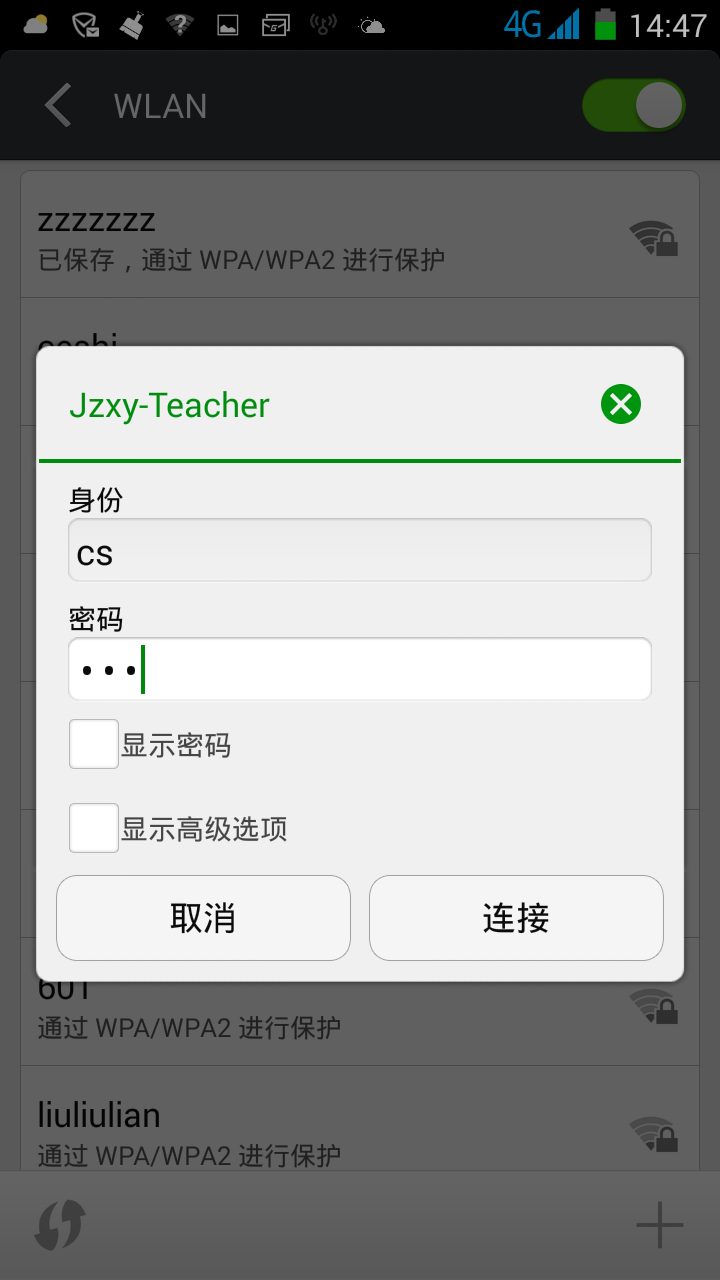 4G 14:47
WLAN
zzzzzzz
已保存，通过 WPA/WPA2 进行保护
Jzxy-Teacher
身份
cs
密码
•••
显示密码
显示高级选项
取消 连接
601
通过 WPA/WPA2 进行保护
liuliulian
通过 WPA/WPA2 进行保护